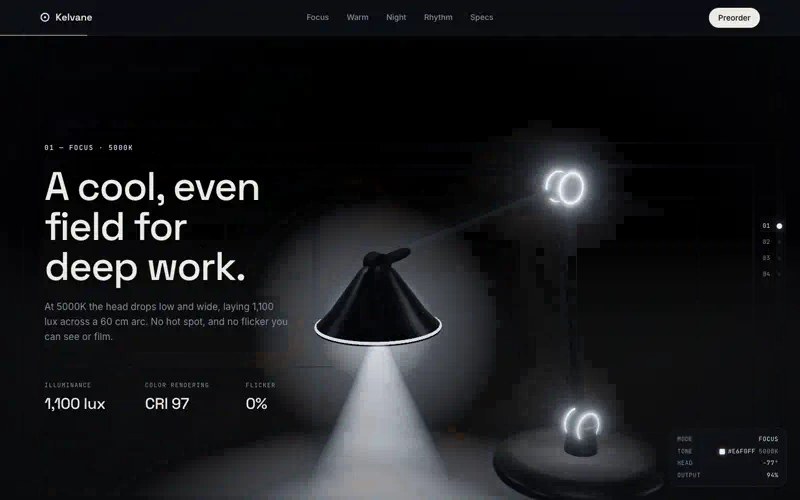 Kelvane
Focus
Warm
Night
Rhythm
Specs
Preorder
01 — FOCUS · 5000K
A cool, even
field for
deep work.
At 5000K the head drops low and wide, laying 1,100
lux across a 60 cm arc. No hot spot, and no flicker you
can see or film.
ILLUMINANCE
COLOR RENDERING
FLICKER
1,100 lux
CRI 97
0%
01
02
03
04
MODE FOCUS
TONE #E6F0FF 5000K
HEAD -77°
OUTPUT 94%